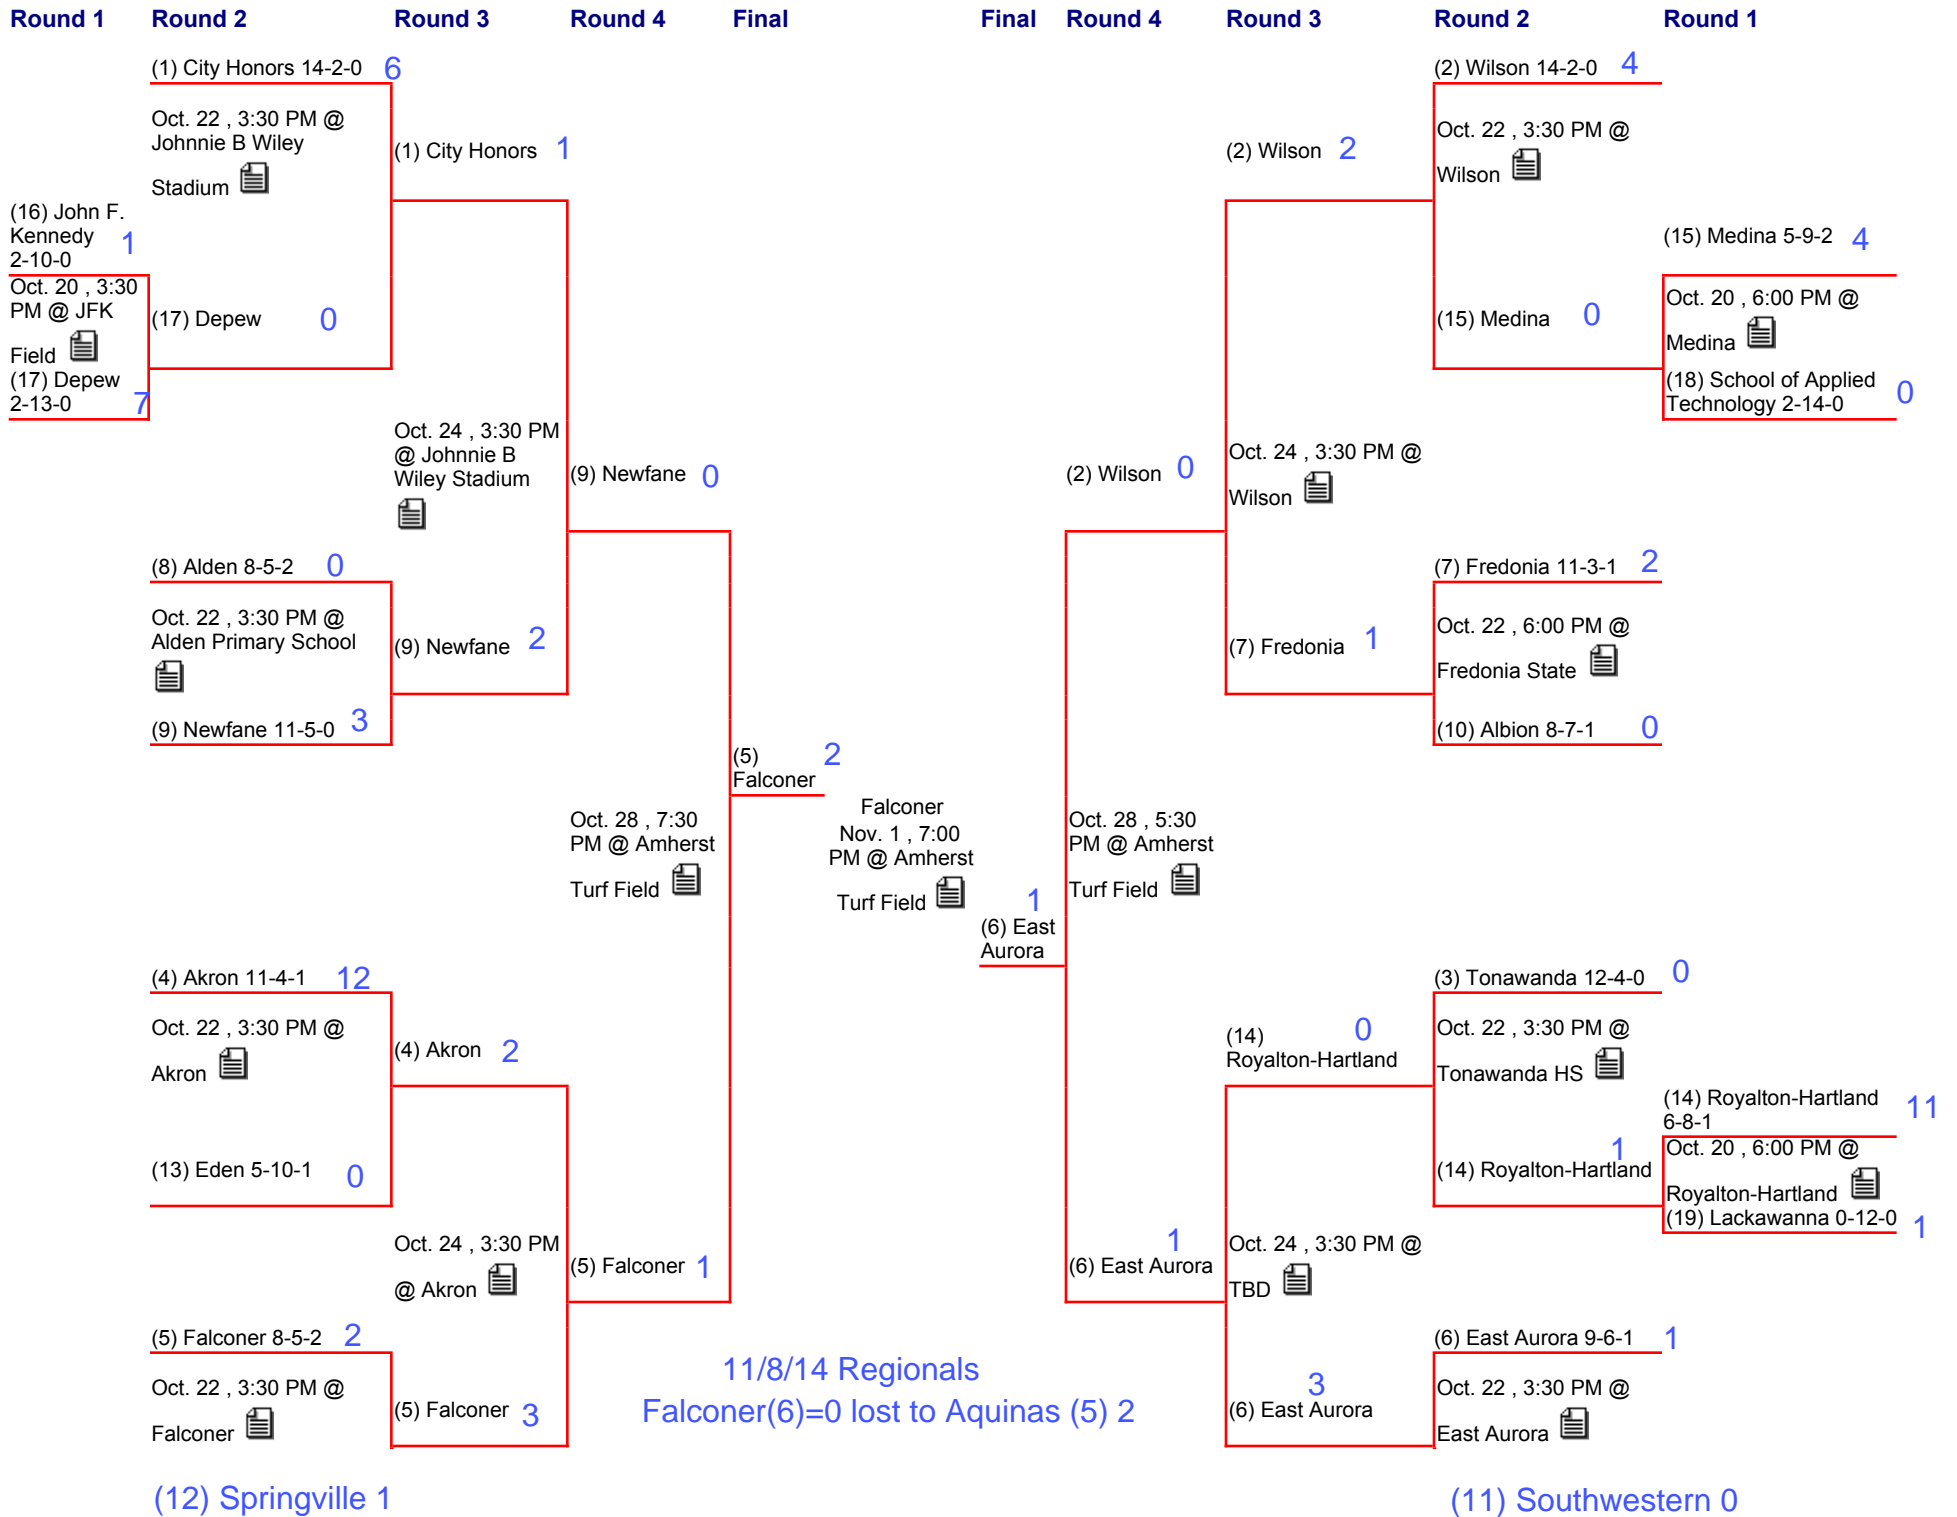 Round 1 Round 2 Round 3 Round 4 Final Final Round 4 Round 3 Round 2 Round 1
(1) City Honors 14-2-0 6
Oct. 22 , 3:30 PM @
Johnnie B Wiley
Stadium
(1) City Honors 1
(16) John F.
Kennedy
2-10-0
1
Oct. 20 , 3:30
PM @ JFK
Field
(17) Depew
2-13-0
7
(17) Depew 0
Oct. 24 , 3:30 PM
@ Johnnie B
Wiley Stadium
(9) Newfane 0
(8) Alden 8-5-2 0
Oct. 22 , 3:30 PM @
Alden Primary School
(9) Newfane 2
(9) Newfane 11-5-0 3
(5)
Falconer
2
Oct. 28 , 7:30
PM @ Amherst
Turf Field
Falconer
Nov. 1 , 7:00
PM @ Amherst
Turf Field
(4) Akron 11-4-1 12
Oct. 22 , 3:30 PM @
Akron
(4) Akron 2
(13) Eden 5-10-1 0
Oct. 24 , 3:30 PM
@ Akron
(5) Falconer 1
(5) Falconer 8-5-2 2
Oct. 22 , 3:30 PM @
Falconer
(5) Falconer 3
(12) Springville 1
11/8/14 Regionals
Falconer(6)=0 lost to Aquinas (5) 2
(2) Wilson 14-2-0 4
Oct. 22 , 3:30 PM @
Wilson
(2) Wilson 2
(15) Medina 5-9-2 4
Oct. 20 , 6:00 PM @
Medina
(18) School of Applied
Technology 2-14-0
0
(15) Medina 0
Oct. 24 , 3:30 PM @
Wilson
(2) Wilson 0
(7) Fredonia 11-3-1 2
Oct. 22 , 6:00 PM @
Fredonia State
(7) Fredonia 1
(10) Albion 8-7-1 0
Oct. 28 , 5:30
PM @ Amherst
Turf Field
1
(6) East
Aurora
(3) Tonawanda 12-4-0 0
Oct. 22 , 3:30 PM @
Tonawanda HS
(14)
Royalton-Hartland
0
(14) Royalton-Hartland
6-8-1
11
Oct. 20 , 6:00 PM @
Royalton-Hartland
(19) Lackawanna 0-12-0 1
1
(14) Royalton-Hartland
Oct. 24 , 3:30 PM @
TBD
1
(6) East Aurora
(6) East Aurora 9-6-1 1
Oct. 22 , 3:30 PM @
East Aurora
3
(6) East Aurora
(11) Southwestern 0